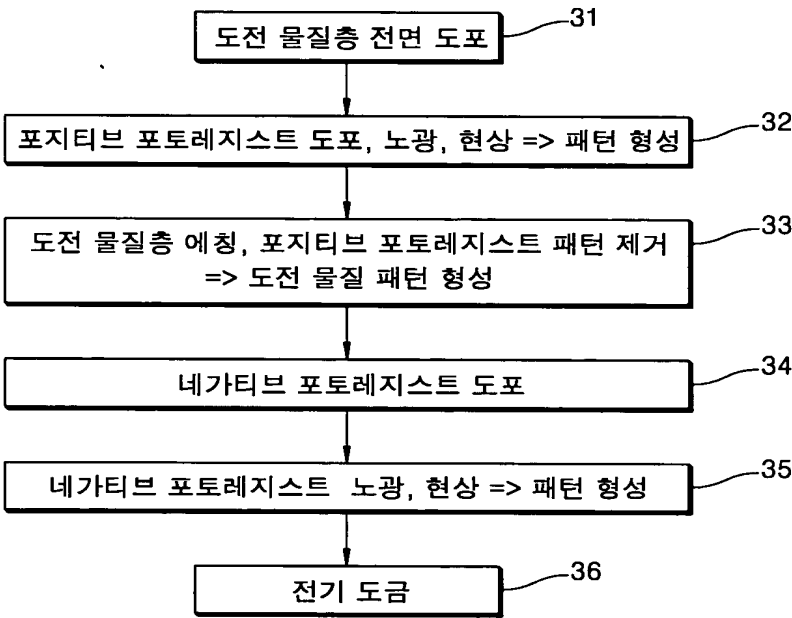 도전 물질층 전면 도포
31
포지티브 포토레지스트 도포, 노광, 현상 => 패턴 형성
32
도전 물질층 에칭, 포지티브 포토레지스트 패턴 제거
=> 도전 물질 패턴 형성
33
네가티브 포토레지스트 도포
34
네가티브 포토레지스트 노광, 현상 => 패턴 형성
35
전기 도금
36